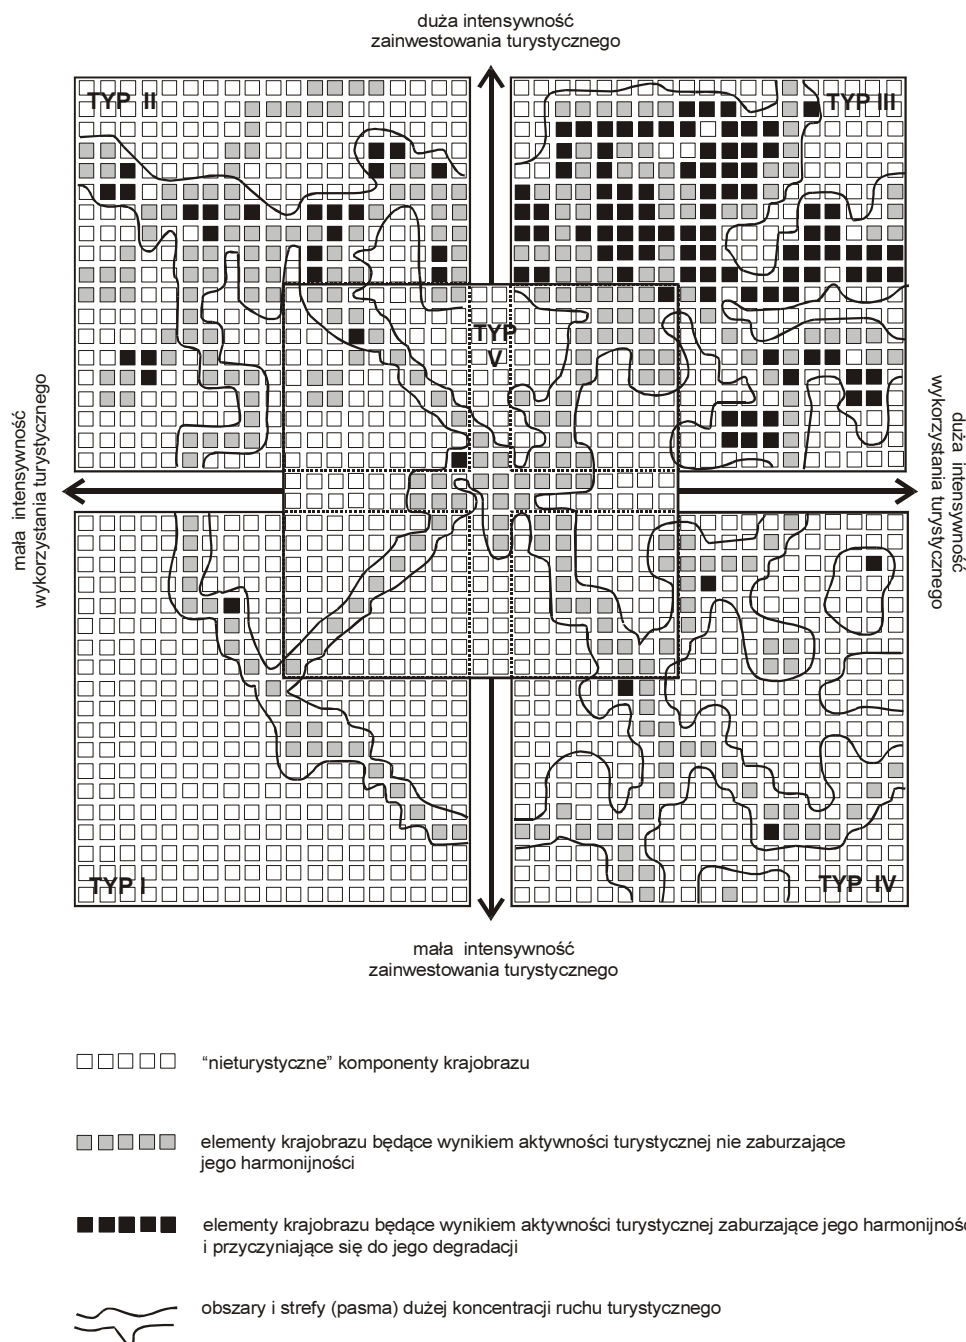 duża intensywność
zainwestowania turystycznego
TYP II
TYP III
TYP
V
mała intensywność
wykorzystania turystycznego
duża intensywność
wykorzystania turystycznego
TYP I
TYP IV
mała intensywność
zainwestowania turystycznego
“nieturystyczne” komponenty krajobrazu
elementy krajobrazu będące wynikiem aktywności turystycznej nie zaburzające
jego harmonijności
elementy krajobrazu będące wynikiem aktywności turystycznej zaburzające jego harmonijność
i przyczyniające się do jego degradacji
obszary i strefy (pasma) dużej koncentracji ruchu turystycznego